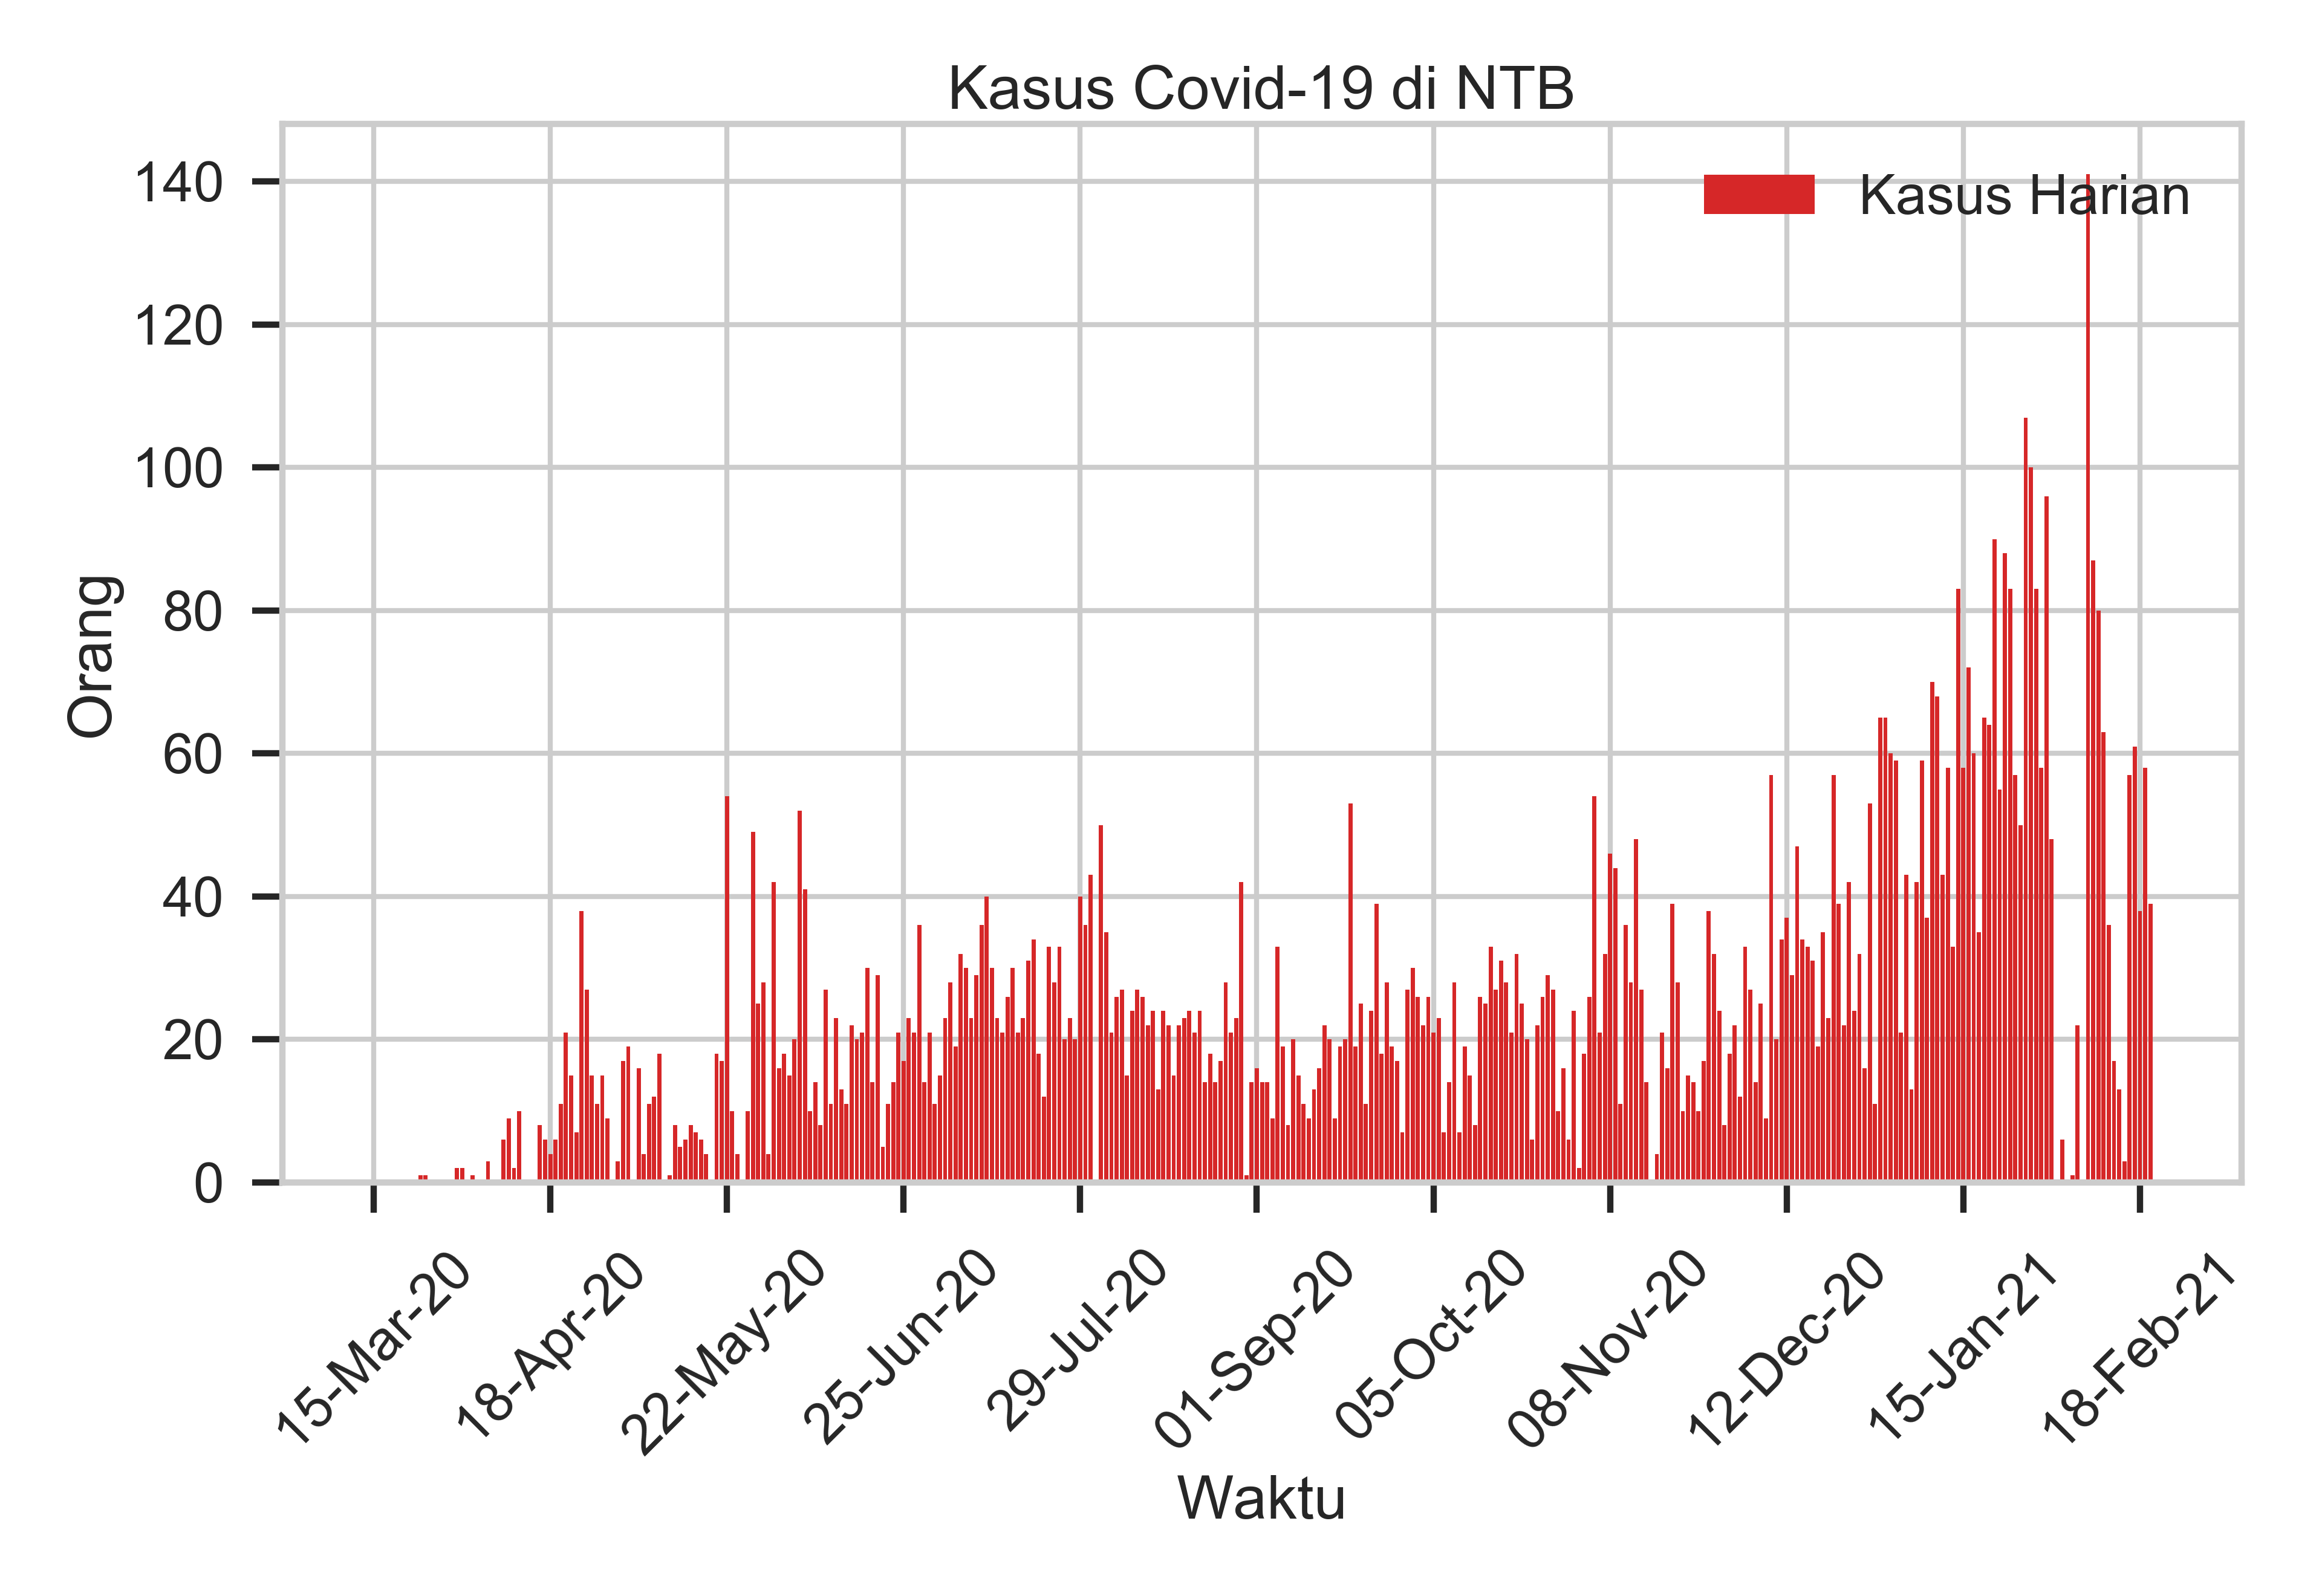 Kasus Covid-19 di NTB
Kasus Harian
140
120
100
80
60
40
20
0
Orang
15-Mar-20
18-Apr-20
22-May-20
25-Jun-20
29-Jul-20
01-Sep-20
05-Oct-20
08-Nov-20
12-Dec-20
15-Jan-21
18-Feb-21
Waktu